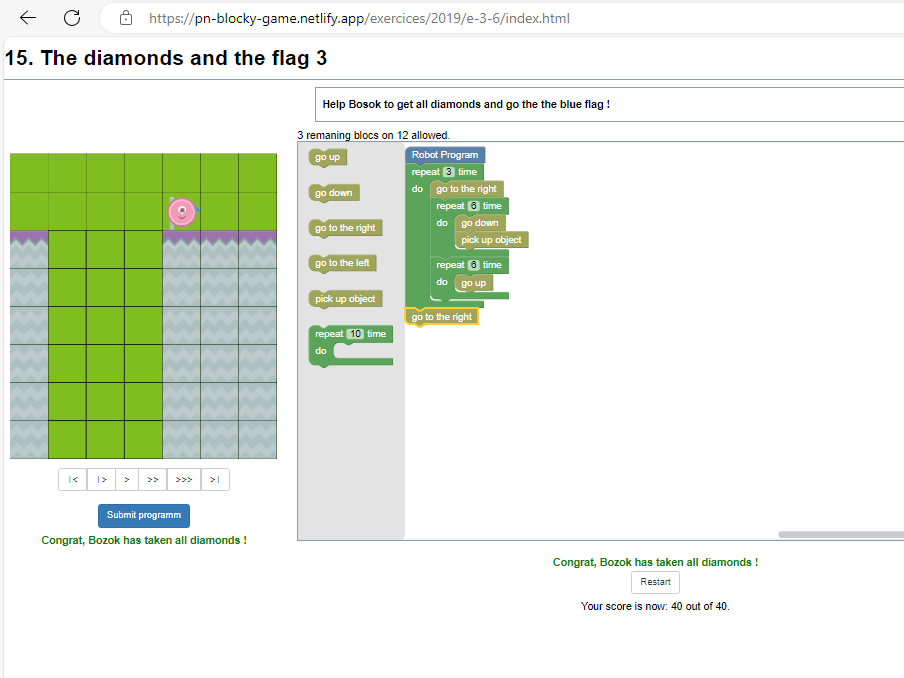 https://pn-blocky-game.netlify.app/exercices/2019/e-3-6/index.html
15. The diamonds and the flag 3
Help Bosok to get all diamonds and go the the blue flag !
3 remaning blocs on 12 allowed.
go up
go down
go to the right
go to the left
pick up object
repeat 10 time
do
Robot Program
repeat 3 time
do go to the right
repeat 6 time
do go down
pick up object
repeat 6 time
do go up
go to the right
|< |> > >> >>> >|
Submit programm
Congrat, Bozok has taken all diamonds !
Congrat, Bozok has taken all diamonds !
Restart
Your score is now: 40 out of 40.